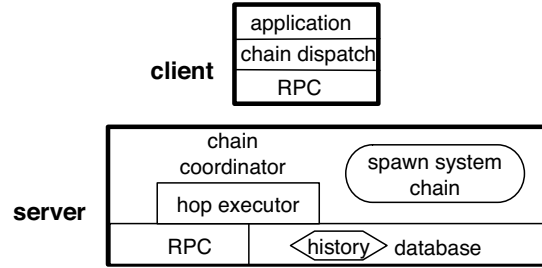 application
client
chain dispatch
RPC
chain
coordinator
spawn system
chain
hop executor
server
RPC
history
database